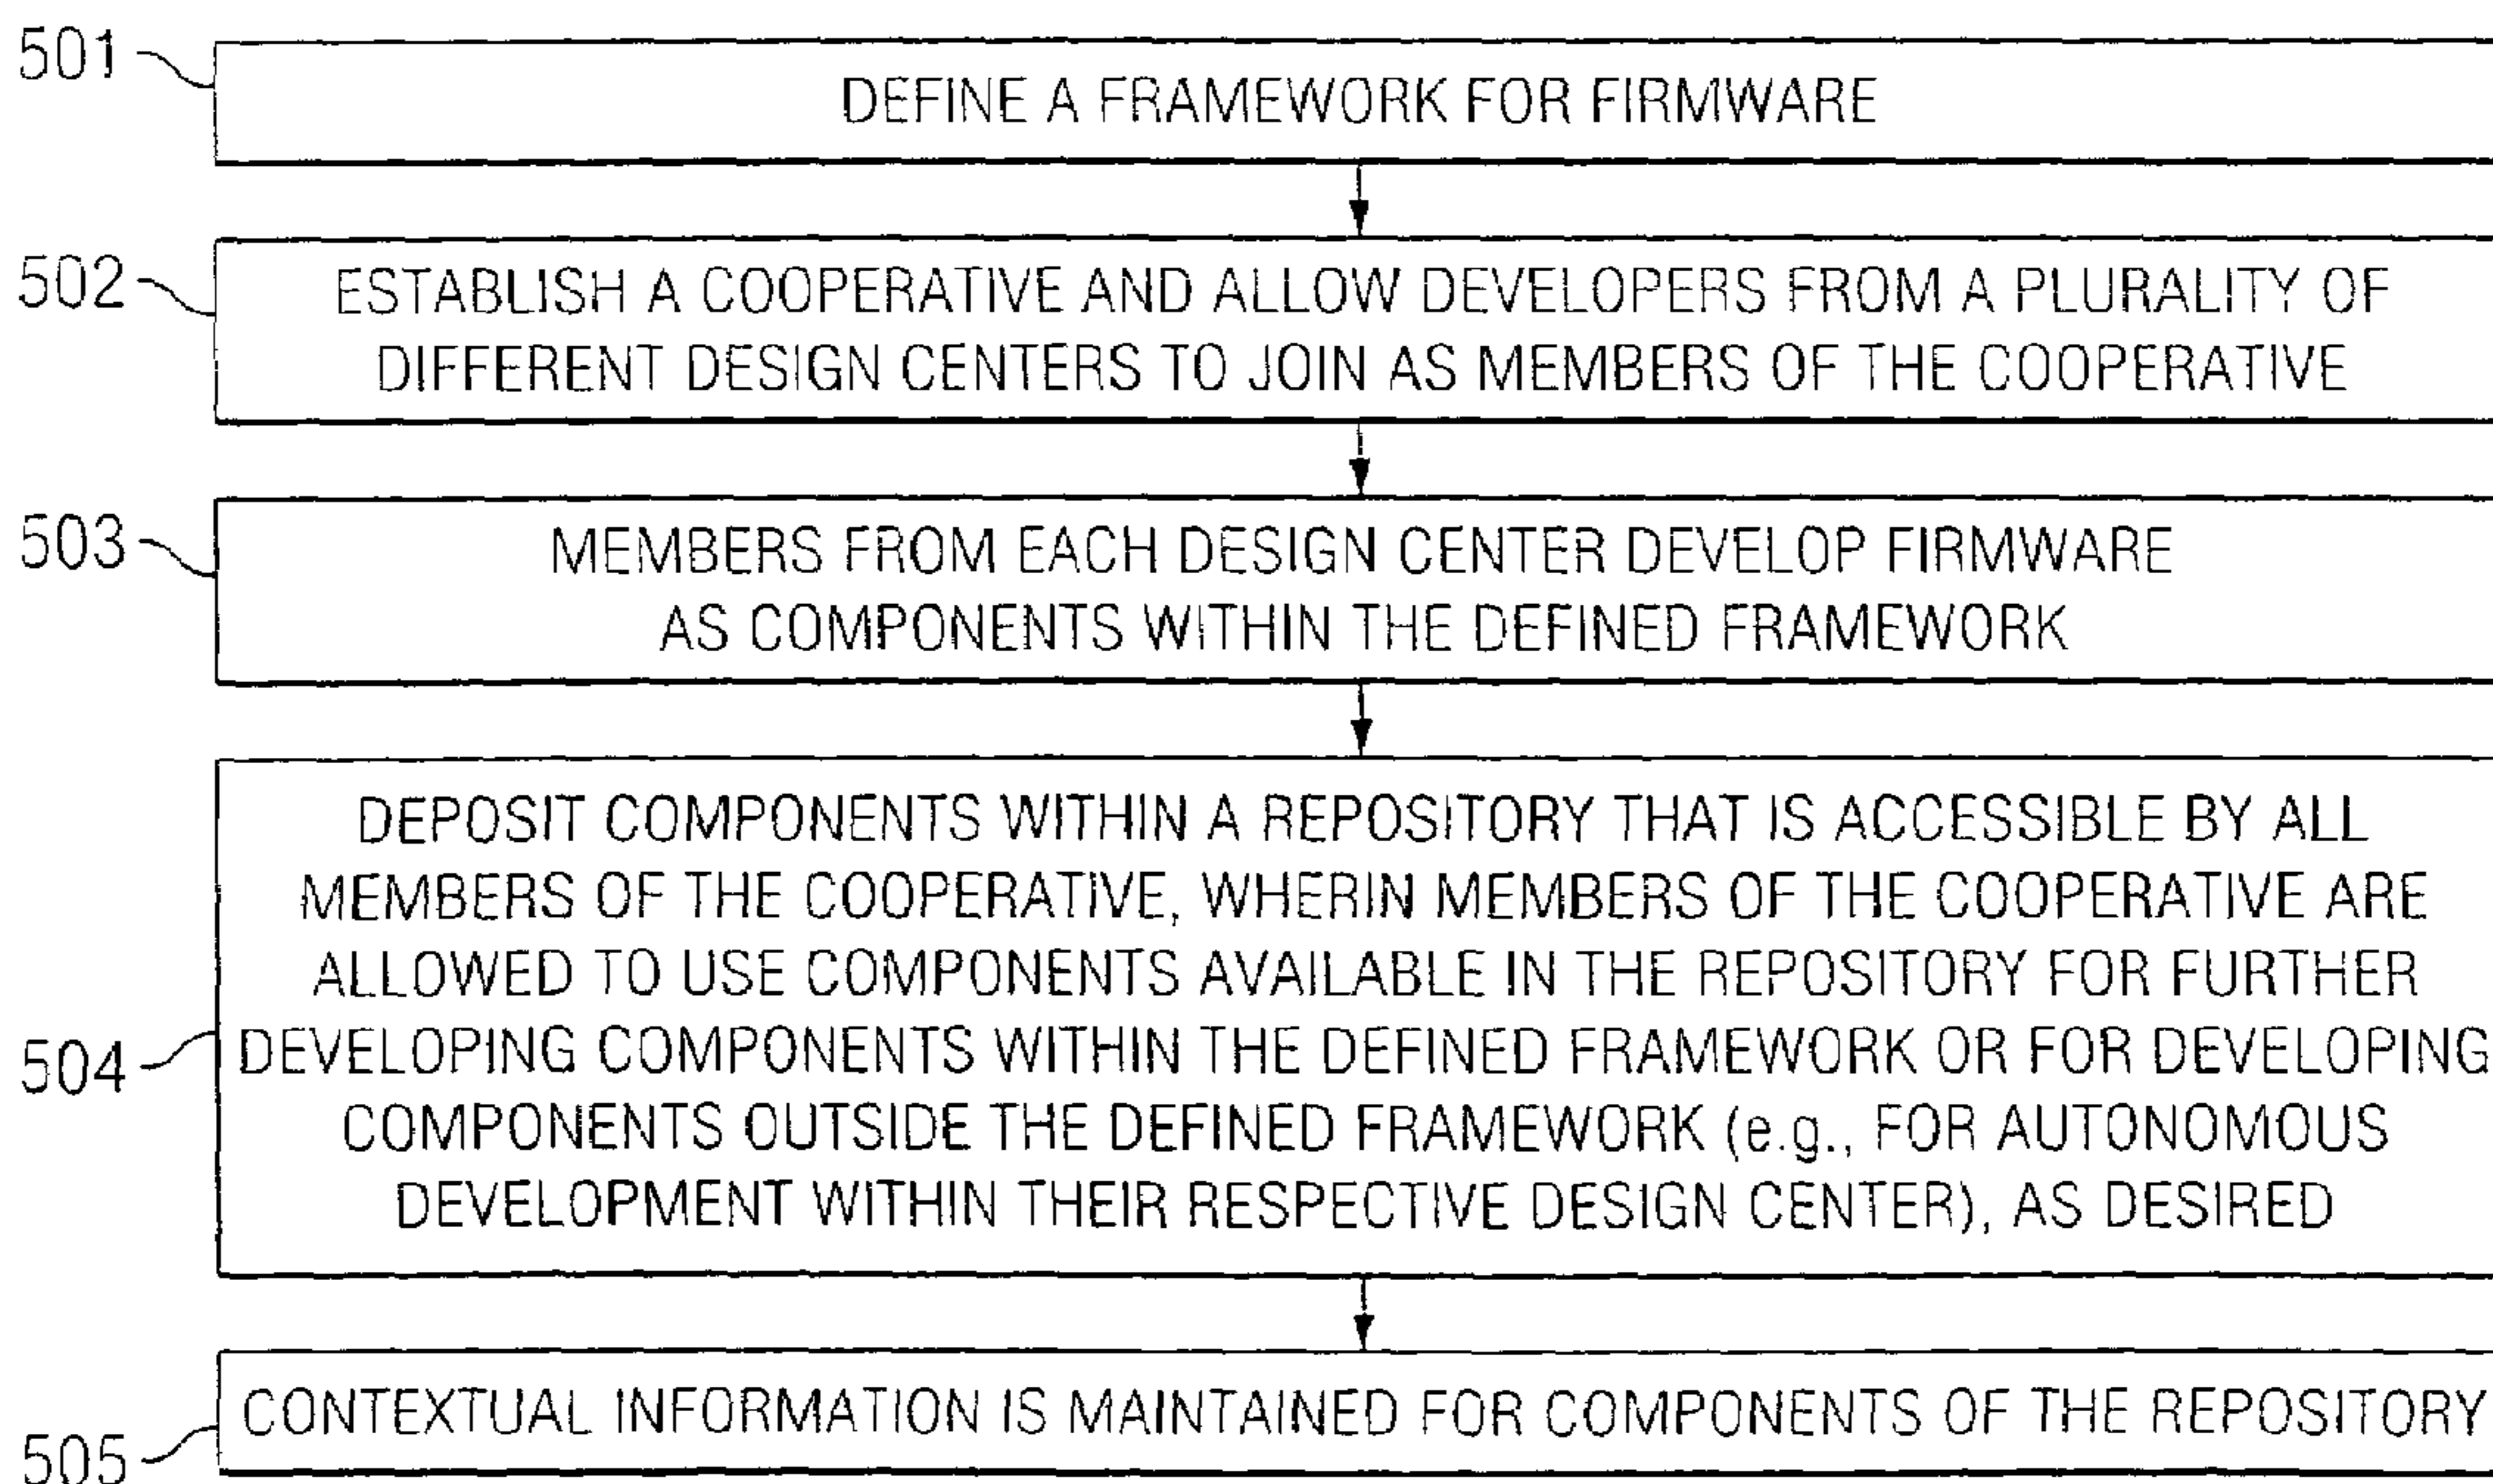 501
DEFINE A FRAMEWORK FOR FIRMWARE
502
ESTABLISH A COOPERATIVE AND ALLOW DEVELOPERS FROM A PLURALITY OF
DIFFERENT DESIGN CENTERS TO JOIN AS MEMBERS OF THE COOPERATIVE
503
MEMBERS FROM EACH DESIGN CENTER DEVELOP FIRMWARE
AS COMPONENTS WITHIN THE DEFINED FRAMEWORK
504
DEPOSIT COMPONENTS WITHIN A REPOSITORY THAT IS ACCESSIBLE BY ALL
MEMBERS OF THE COOPERATIVE, WHERIN MEMBERS OF THE COOPERATIVE ARE
ALLOWED TO USE COMPONENTS AVAILABLE IN THE REPOSITORY FOR FURTHER
DEVELOPING COMPONENTS WITHIN THE DEFINED FRAMEWORK OR FOR DEVELOPING
COMPONENTS OUTSIDE THE DEFINED FRAMEWORK (e.g., FOR AUTONOMOUS
DEVELOPMENT WITHIN THEIR RESPECTIVE DESIGN CENTER), AS DESIRED
505
CONTEXTUAL INFORMATION IS MAINTAINED FOR COMPONENTS OF THE REPOSITORY